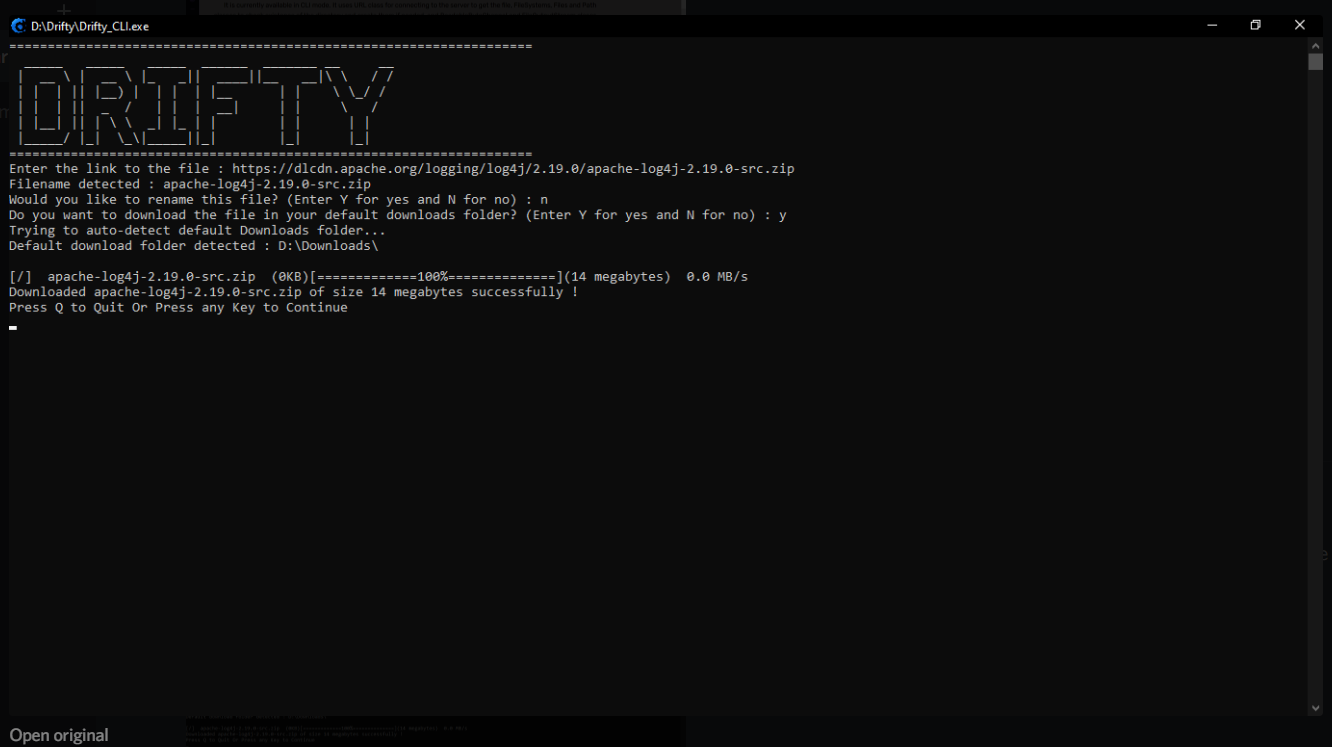 D:\Drifty\Drifty_CLI.exe
====================================================================
DRIFTY
====================================================================
Enter the link to the file : https://dlcdn.apache.org/logging/log4j/2.19.0/apache-log4j-2.19.0-src.zip
Filename detected : apache-log4j-2.19.0-src.zip
Would you like to rename this file? (Enter Y for yes and N for no) : n
Do you want to download the file in your default downloads folder? (Enter Y for yes and N for no) : y
Trying to auto-detect default Downloads folder...
Default download folder detected : D:\Downloads\
[/]  apache-log4j-2.19.0-src.zip  (0KB)[=============100%==============](14 megabytes)  0.0 MB/s
Downloaded apache-log4j-2.19.0-src.zip of size 14 megabytes successfully !
Press Q to Quit Or Press any Key to Continue
Open original